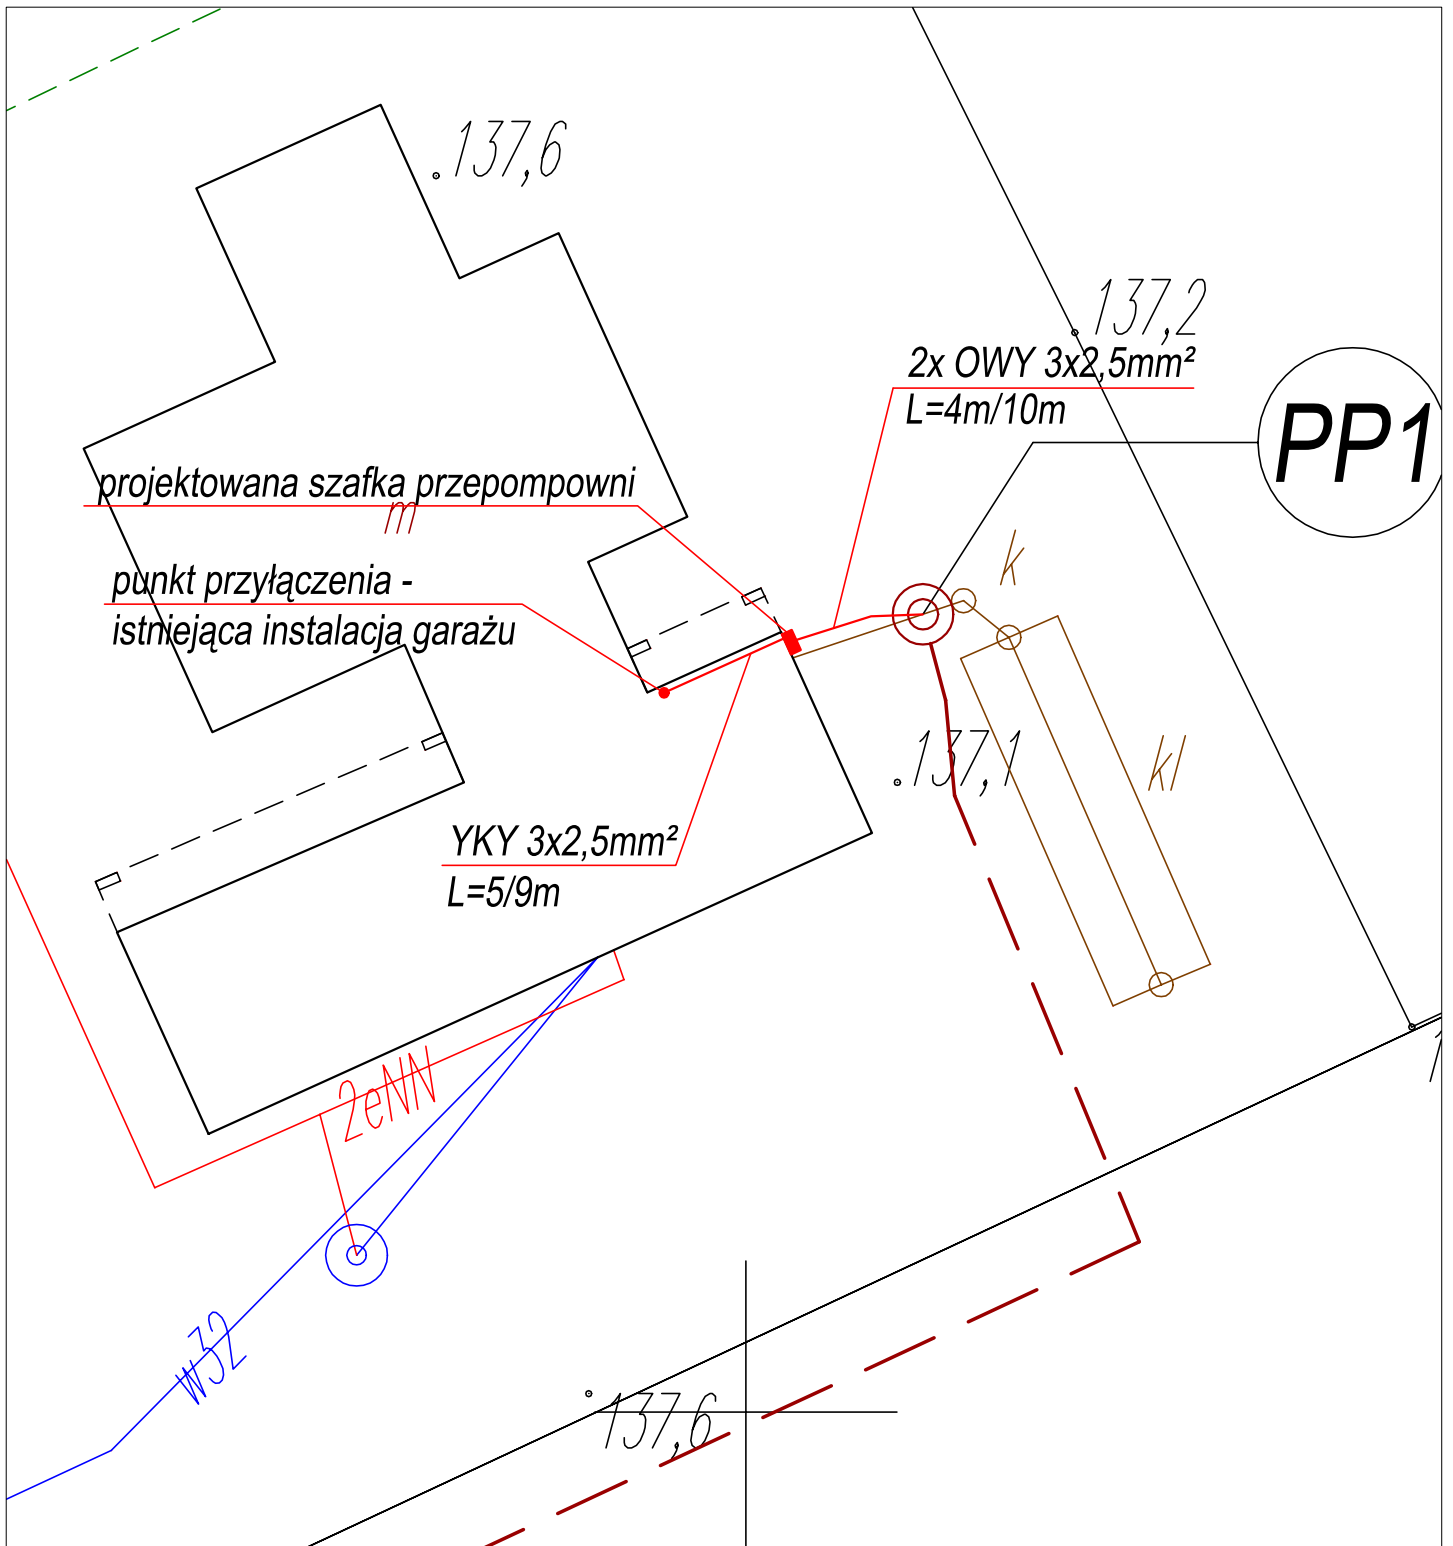 137,6
137,2
2x OWY 3x2,5mm²
L=4m/10m
PP1
projektowana szafka przepompowni
m
k
punkt przyłączenia -
istniejąca instalacja garażu
137,1
kl
YKY 3x2,5mm²
L=5/9m
2eNN
w32
137,6